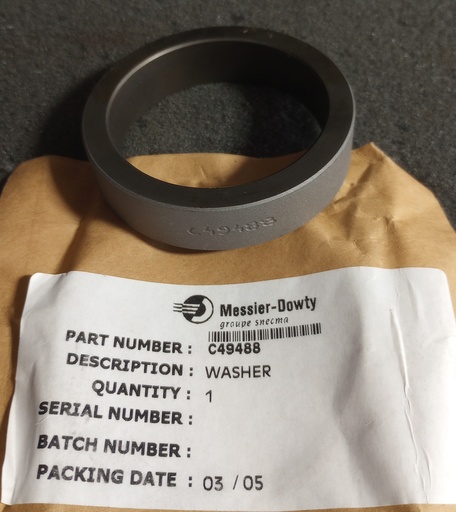 C49488
Messier-Dowty
groupe snecma
PART NUMBER : C49488
DESCRIPTION : WASHER
QUANTITY : 1
SERIAL NUMBER :
BATCH NUMBER :
PACKING DATE : 03 / 05